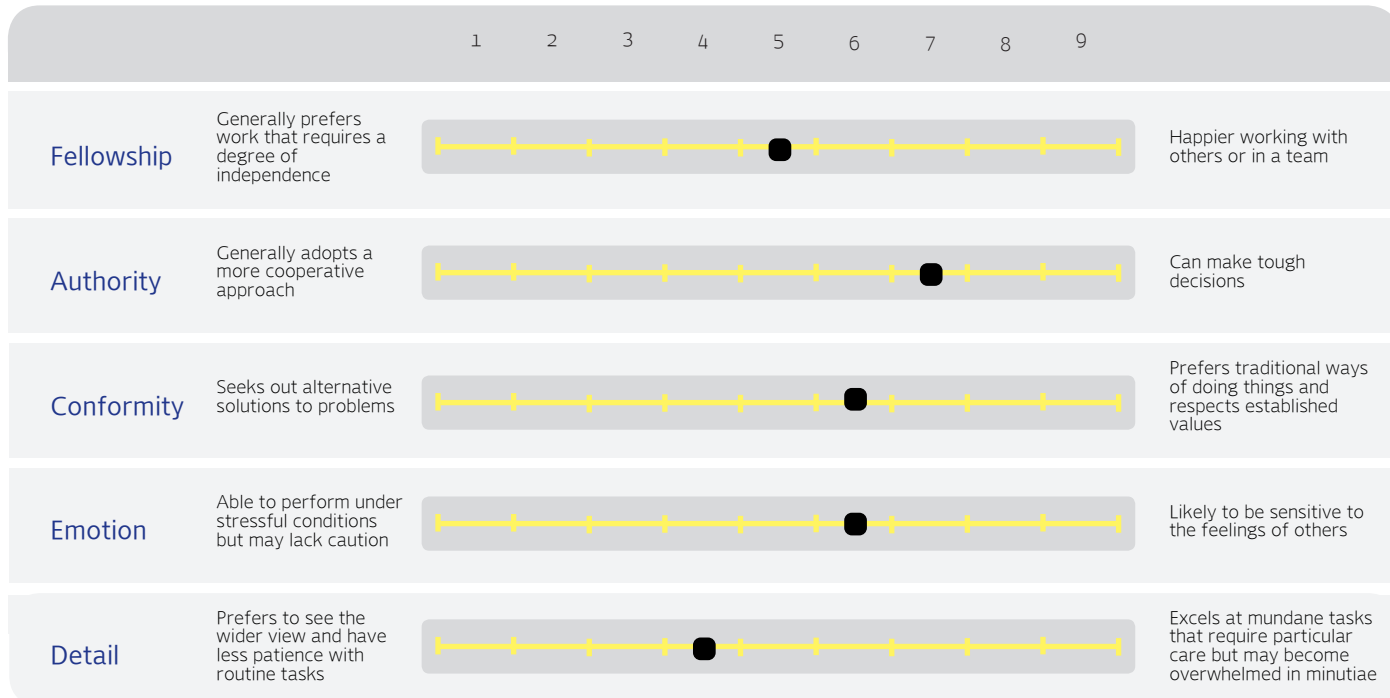 1 2 3 4 5 6 7 8 9
Fellowship
Generally prefers
work that requires a
degree of
independence
Happier working with
others or in a team
Authority
Generally adopts a
more cooperative
approach
Can make tough
decisions
Conformity
Seeks out alternative
solutions to problems
Prefers traditional ways
of doing things and
respects established
values
Emotion
Able to perform under
stressful conditions
but may lack caution
Likely to be sensitive to
the feelings of others
Detail
Prefers to see the
wider view and have
less patience with
routine tasks
Excels at mundane tasks
that require particular
care but may become
overwhelmed in minutiae